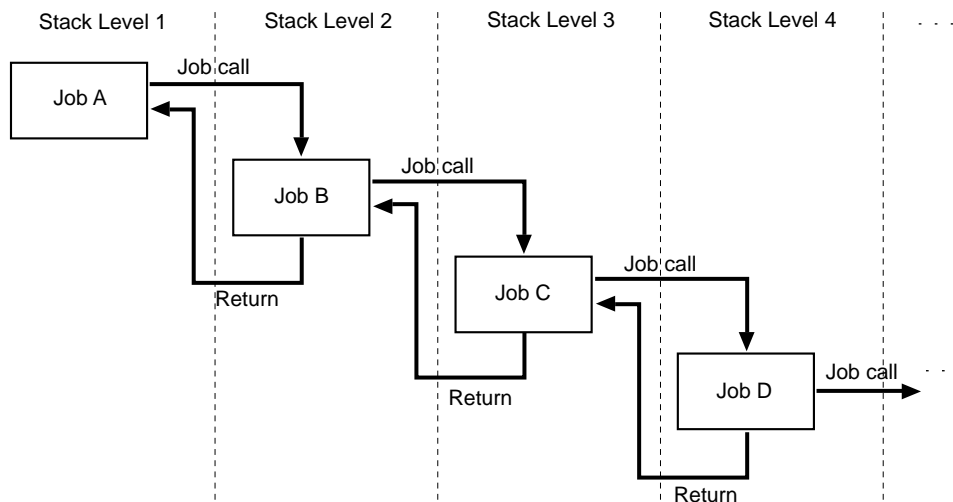 Stack Level 1
Stack Level 2
Stack Level 3
Stack Level 4
. . .
Job call
Job A
Job call
Job B
Job call
Return
Job C
Job call
. .
Return
Job D
Return